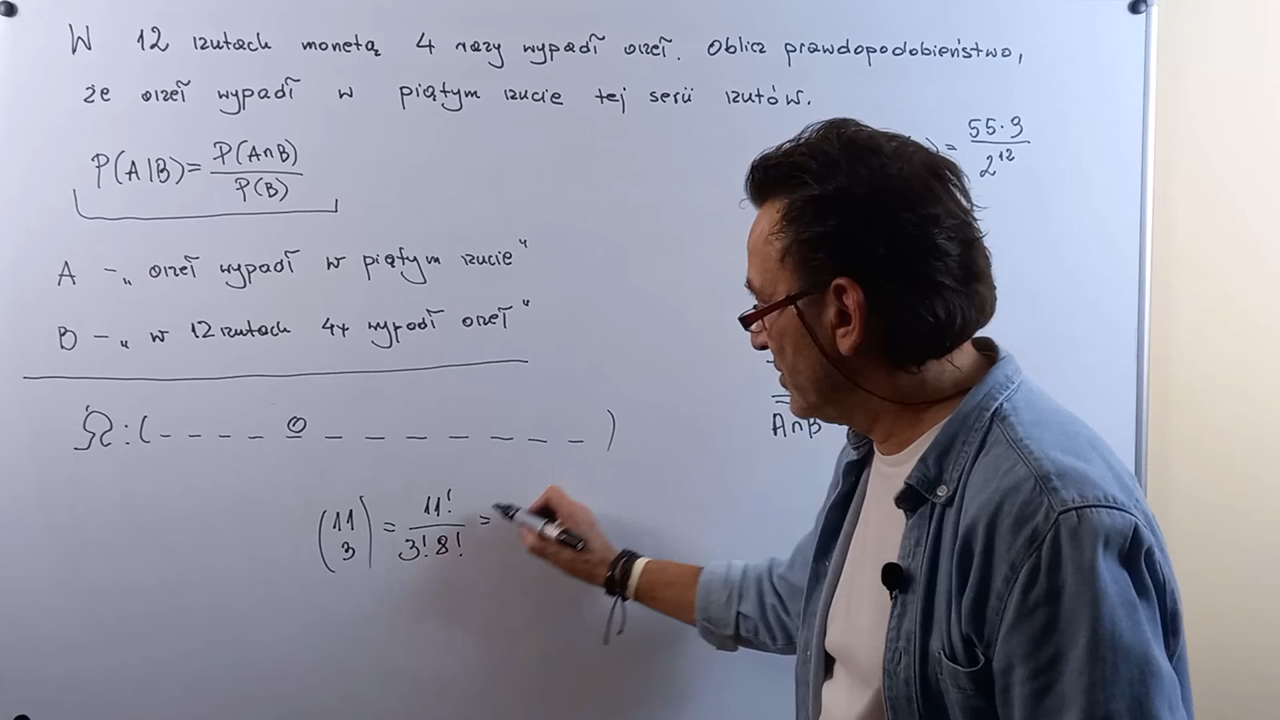 W 12 rzutach monetą 4 razy wypadł orzeł. Oblicz prawdopodobieństwo,
że orzeł wypadł w piątym rzucie tej serii rzutów.
P(A|B)= P(A∩B)/P(B)
) = 55·9/2^12
A – „orzeł wypadł w piątym rzucie"
B – „w 12 rzutach 4x wypadł orzeł"
Ω:(_ _ _ _ O _ _ _ _ _ _ _)
A∩B
(11 3) = 11!/3!8! =